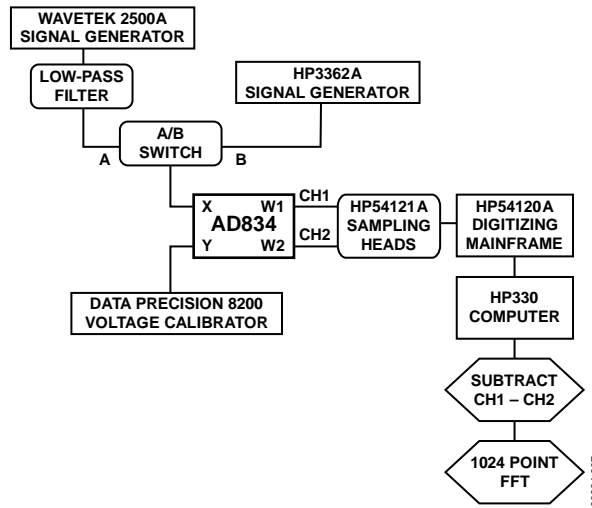 WAVETEK 2500A
SIGNAL GENERATOR
LOW-PASS
FILTER
HP3362A
SIGNAL GENERATOR
A/B
SWITCH
A
B
X W1
AD834
Y W2
CH1
CH2
HP54121A
SAMPLING
HEADS
HP54120A
DIGITIZING
MAINFRAME
DATA PRECISION 8200
VOLTAGE CALIBRATOR
HP330
COMPUTER
SUBTRACT
CH1 – CH2
1024 POINT
FFT